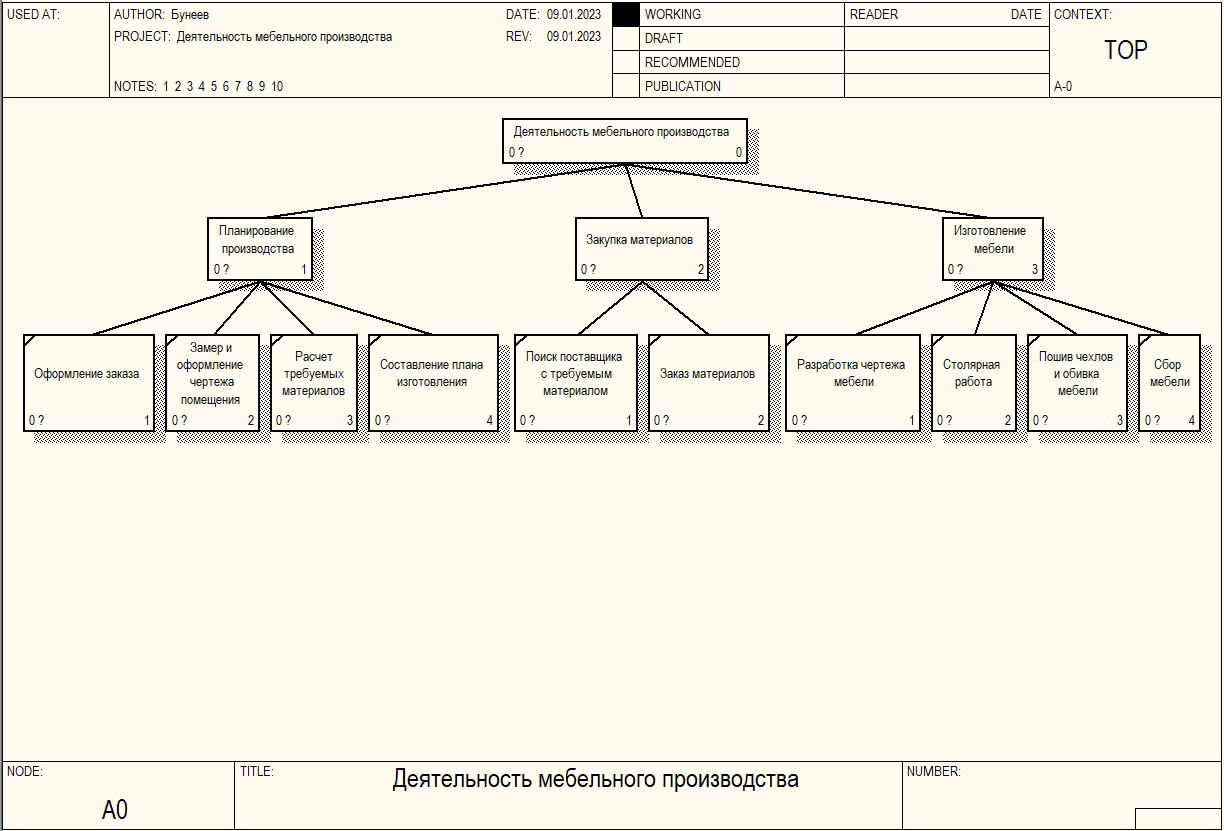 USED AT:
AUTHOR: Бунеев
DATE: 09.01.2023
PROJECT: Деятельность мебельного производства
REV: 09.01.2023
NOTES: 1 2 3 4 5 6 7 8 9 10
WORKING
DRAFT
RECOMMENDED
PUBLICATION
READER
DATE
CONTEXT:
TOP
A-0
Деятельность мебельного производства
0 ?
0
Планирование
производства
0 ?
1
Закупка материалов
0 ?
2
Изготовление
мебели
0 ?
3
Оформление заказа
0 ?
1
Замер и
оформление
чертежа
помещения
0 ?
2
Расчет
требуемых
материалов
0 ?
3
Составление плана
изготовления
0 ?
4
Поиск поставщика
с требуемым
материалом
0 ?
1
Заказ материалов
0 ?
2
Разработка чертежа
мебели
0 ?
1
Столярная
работа
0 ?
2
Пошив чехлов
и обивка
мебели
0 ?
3
Сбор
мебели
0 ?
4
NODE:
A0
TITLE:
Деятельность мебельного производства
NUMBER: